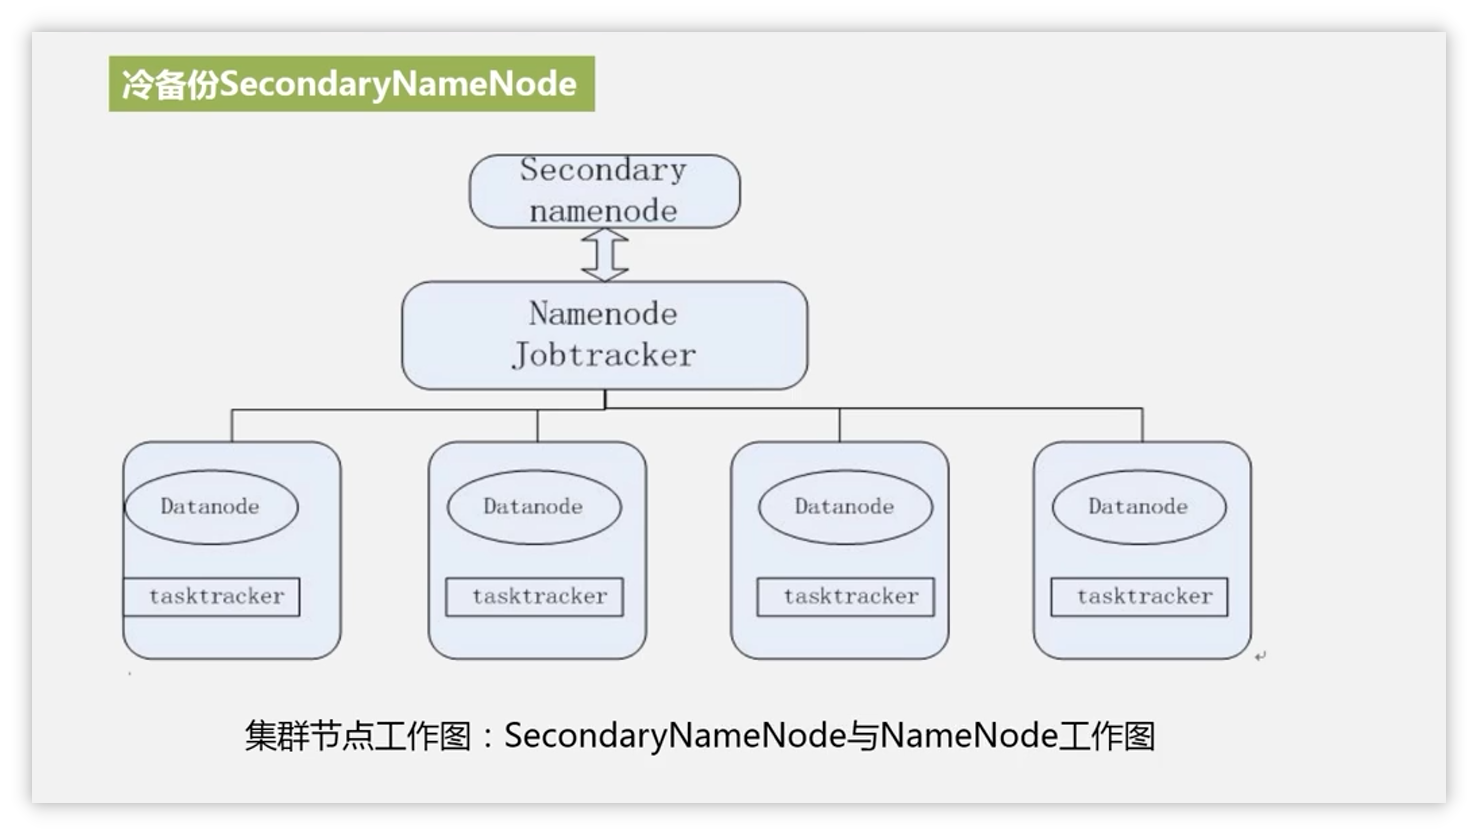 冷备份SecondaryNameNode
Secondary
namenode
Namenode
Jobtracker
Datanode
Datanode
Datanode
Datanode
tasktracker
tasktracker
tasktracker
tasktracker
集群节点工作图：SecondaryNameNode与NameNode工作图